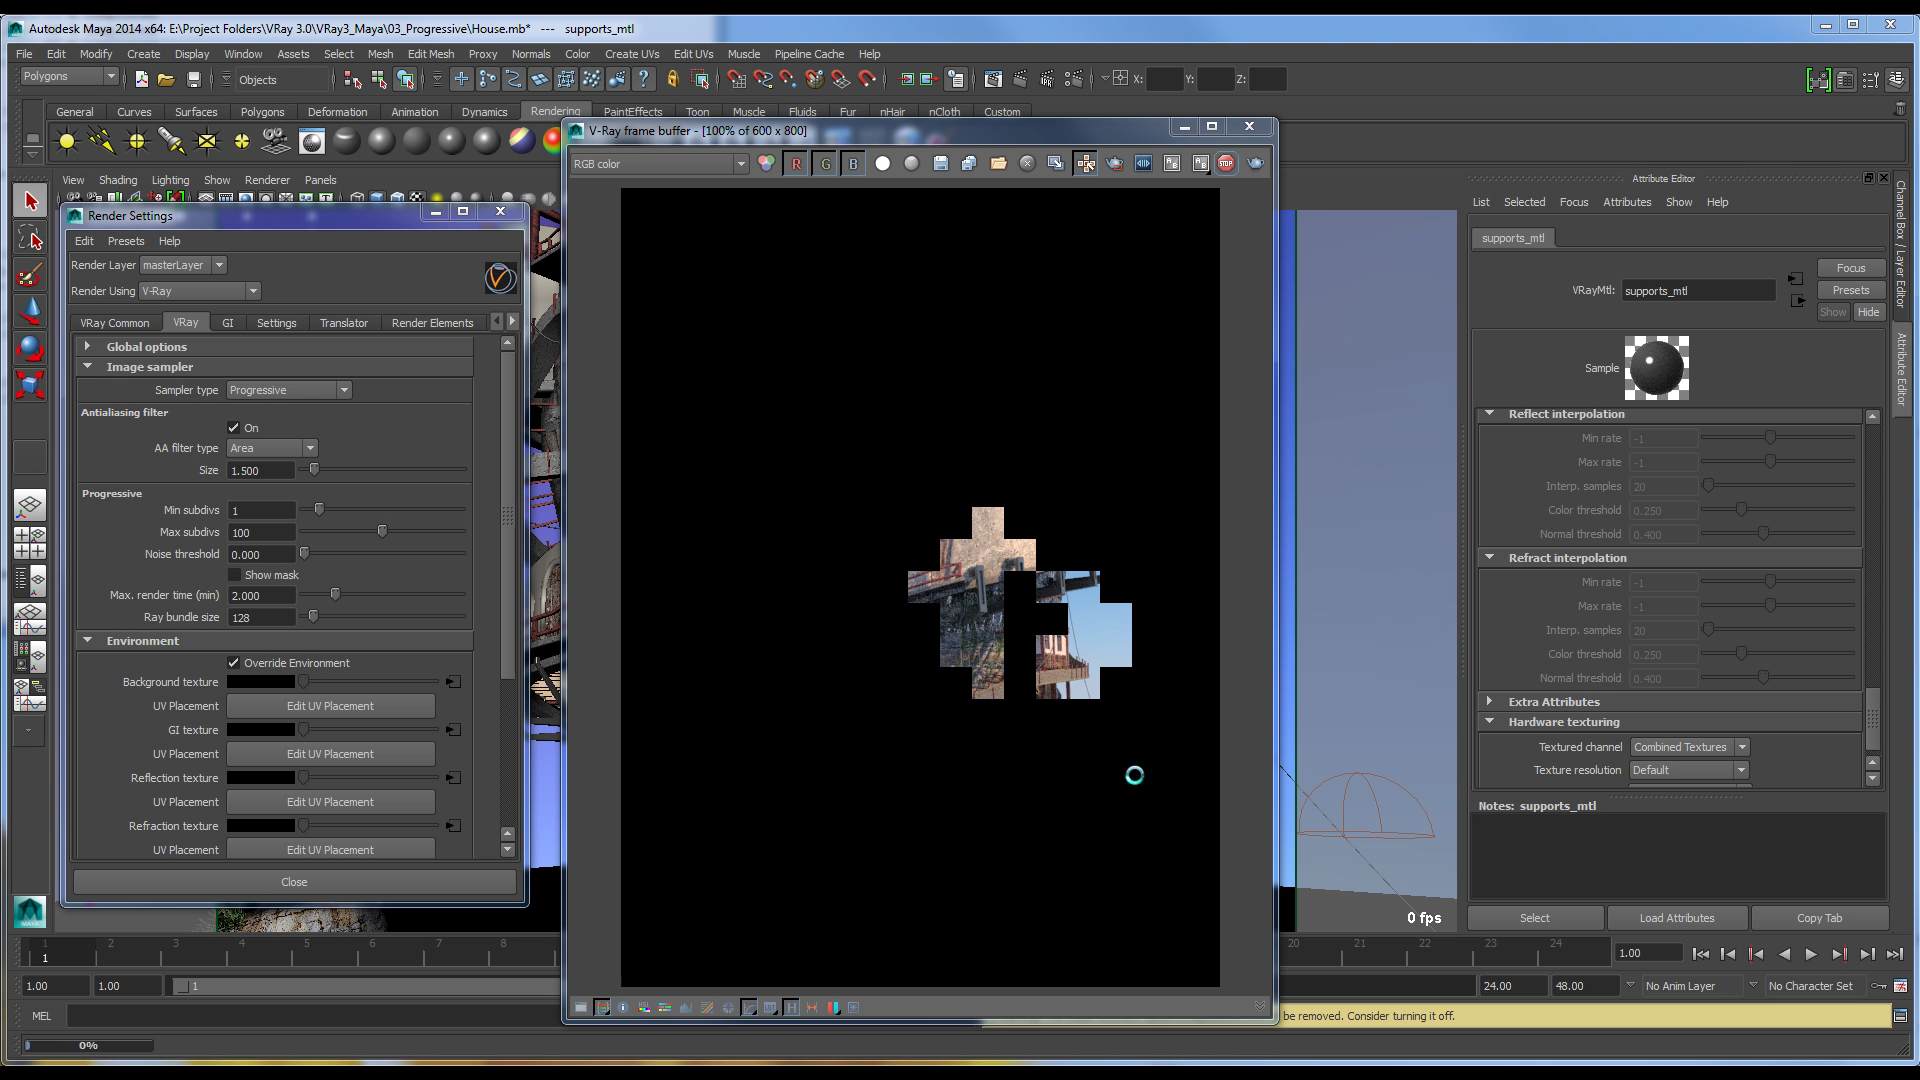 Autodesk Maya 2014 x64: E:\Project Folders\VRay 3.0\VRay3_Maya\03_Progressive\House.mb*   ---   supports_mtl
File Edit Modify Create Display Window Assets Select Mesh Edit Mesh Proxy Normals Color Create UVs Edit UVs Muscle Pipeline Cache Help
Polygons Objects X: Y: Z:
General Curves Surfaces Polygons Deformation Animation Dynamics Rendering PaintEffects Toon Muscle Fluids Fur nHair nCloth Custom
View Shading Lighting Show Renderer Panels
Render Settings
Edit Presets Help
Render Layer masterLayer
Render Using V-Ray
VRay Common VRay GI Settings Translator Render Elements
Global options
Image sampler
Sampler type Progressive
Antialiasing filter
On
AA filter type Area
Size 1.500
Progressive
Min subdivs 1
Max subdivs 100
Noise threshold 0.000
Show mask
Max. render time (min) 2.000
Ray bundle size 128
Environment
Override Environment
Background texture
UV Placement Edit UV Placement
GI texture
UV Placement Edit UV Placement
Reflection texture
UV Placement Edit UV Placement
Refraction texture
UV Placement Edit UV Placement
Close
V-Ray frame buffer - [100% of 600 x 800]
RGB color R G B STOP
Attribute Editor
List Selected Focus Attributes Show Help
supports_mtl
Focus
VRayMtl: supports_mtl Presets
Show Hide
Sample
Reflect interpolation
Min rate -1
Max rate -1
Interp. samples 20
Color threshold 0.250
Normal threshold 0.400
Refract interpolation
Min rate -1
Max rate -1
Interp. samples 20
Color threshold 0.250
Normal threshold 0.400
Extra Attributes
Hardware texturing
Textured channel Combined Textures
Texture resolution Default
Notes: supports_mtl
Select Load Attributes Copy Tab
Channel Box / Layer Editor
Attribute Editor
0 fps
1 2 3 4 5 6 7 8 20 21 22 23 24
1 1.00
1.00 1.00 1 24.00 48.00 No Anim Layer No Character Set
MEL be removed. Consider turning it off.
0%